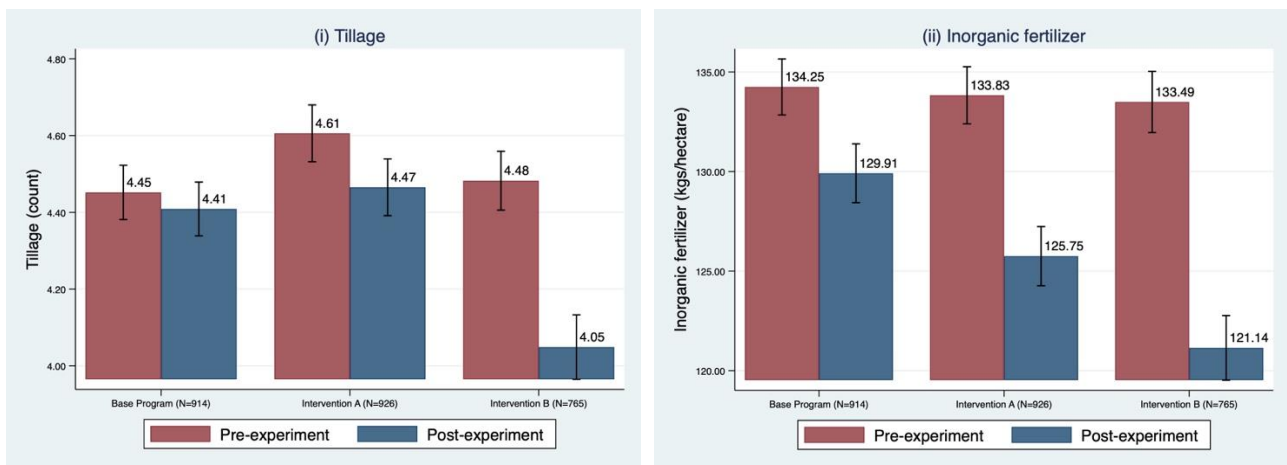 (i) Tillage
Tillage (count)
4.80
4.60
4.40
4.20
4.00
4.45
4.41
4.61
4.47
4.48
4.05
Base Program (N=914)
Intervention A (N=926)
Intervention B (N=765)
Pre-experiment
Post-experiment
(ii) Inorganic fertilizer
Inorganic fertilizer (kgs/hectare)
135.00
130.00
125.00
120.00
134.25
129.91
133.83
125.75
133.49
121.14
Base Program (N=914)
Intervention A (N=926)
Intervention B (N=765)
Pre-experiment
Post-experiment